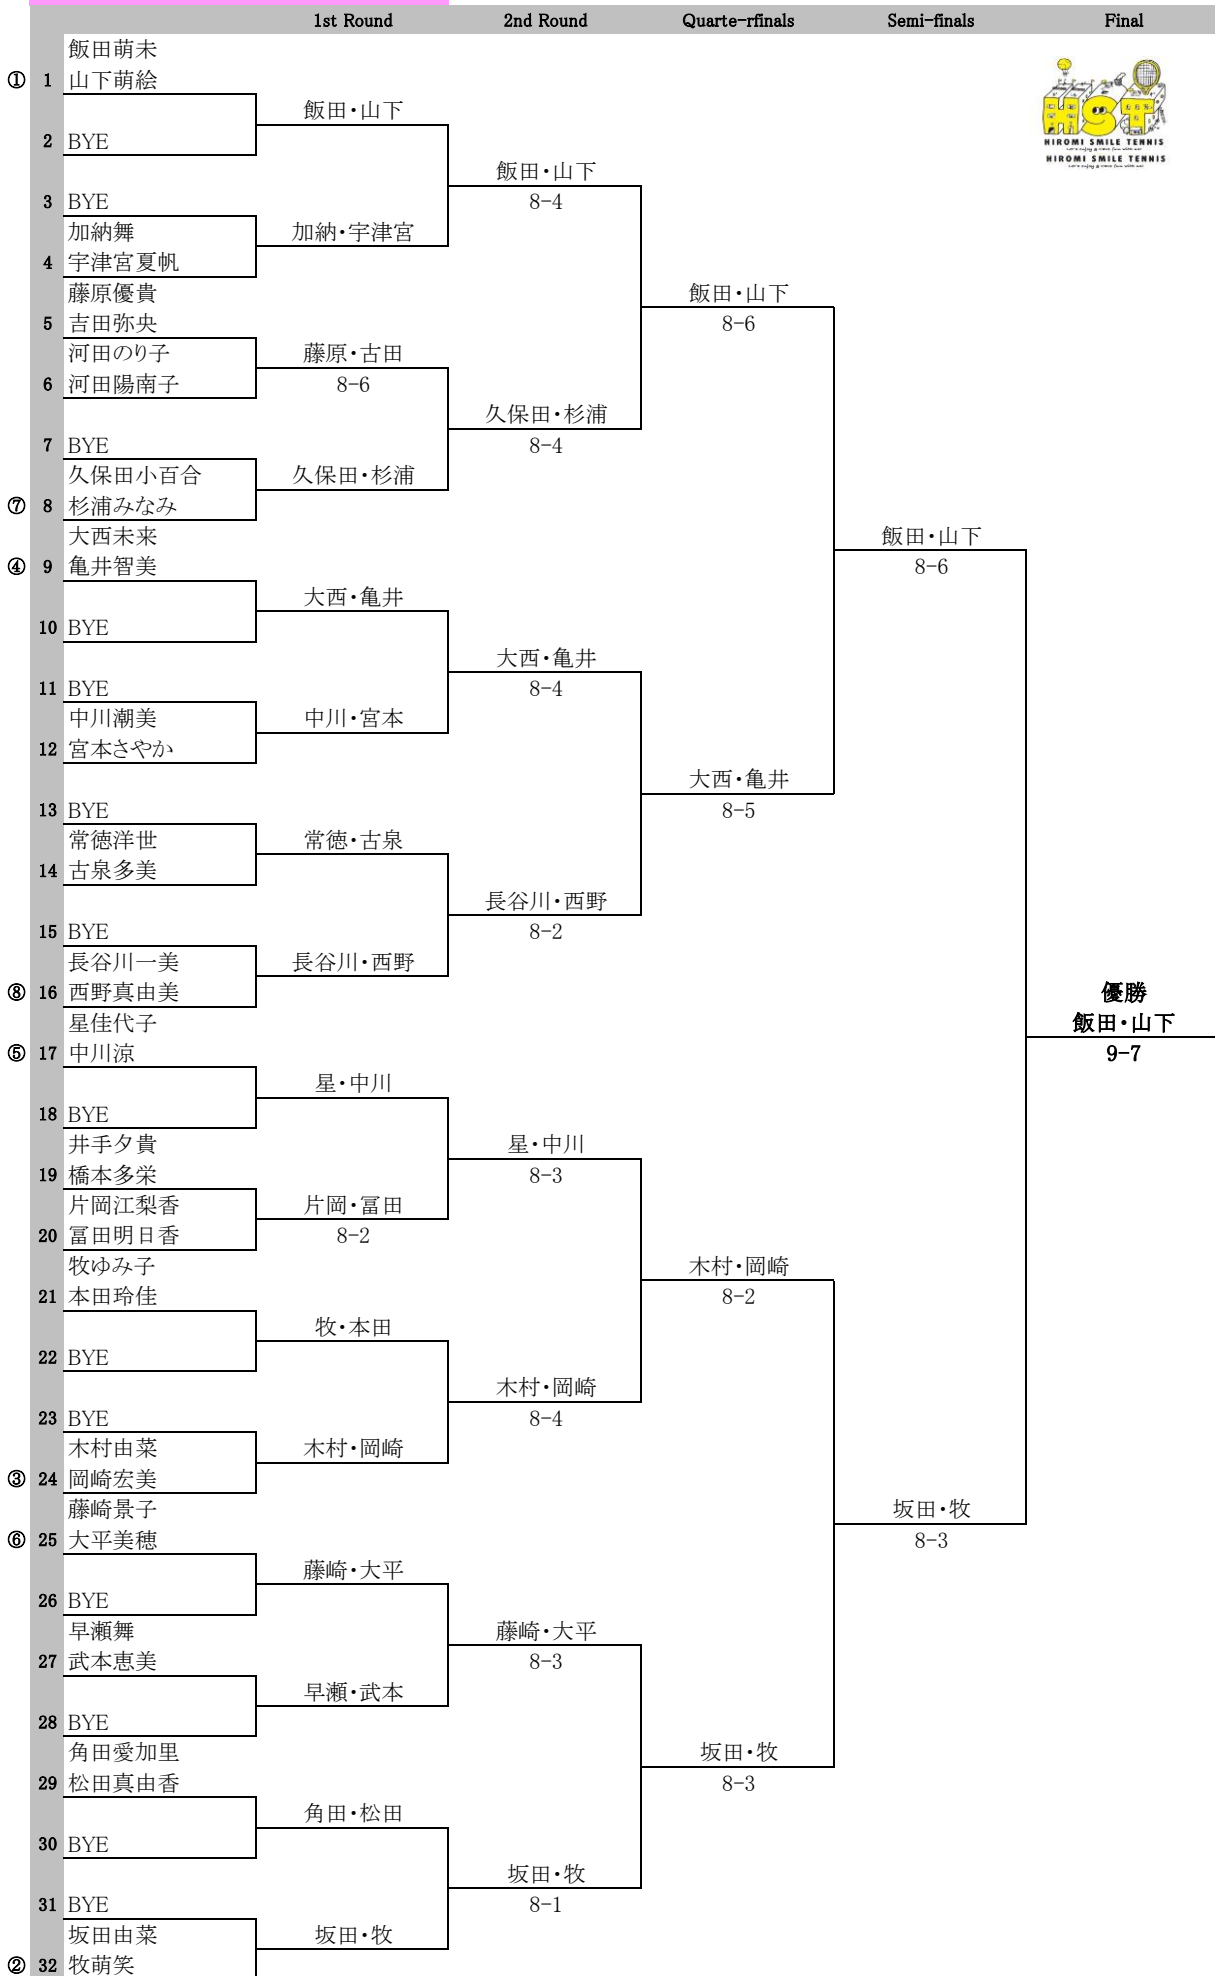 1st Round 2nd Round Quarte-rfinals Semi-finals Final
飯田萌未
① 1 山下萌絵
飯田・山下
2 BYE
HST
HIROMI SMILE TENNIS
HIROMI SMILE TENNIS
飯田・山下
3 BYE 8-4
加納舞 加納・宇津宮
4 宇津宮夏帆
藤原優貴 飯田・山下
5 吉田弥央 8-6
河田のり子 藤原・古田
6 河田陽南子 8-6
久保田・杉浦
7 BYE 8-4
久保田小百合 久保田・杉浦
⑦ 8 杉浦みなみ
大西未来 飯田・山下
④ 9 亀井智美 8-6
大西・亀井
10 BYE
大西・亀井
11 BYE 8-4
中川潮美 中川・宮本
12 宮本さやか
大西・亀井
13 BYE 8-5
常徳洋世 常徳・古泉
14 古泉多美
長谷川・西野
15 BYE 8-2
長谷川一美 長谷川・西野
⑧ 16 西野真由美 優勝
星佳代子 飯田・山下
⑤ 17 中川涼 9-7
星・中川
18 BYE
井手夕貴 星・中川
19 橋本多栄 8-3
片岡江梨香 片岡・冨田
20 冨田明日香 8-2
牧ゆみ子 木村・岡崎
21 本田玲佳 8-2
牧・本田
22 BYE
木村・岡崎
23 BYE 8-4
木村由菜 木村・岡崎
③ 24 岡崎宏美
藤崎景子 坂田・牧
⑥ 25 大平美穂 8-3
藤崎・大平
26 BYE
早瀬舞 藤崎・大平
27 武本恵美 8-3
早瀬・武本
28 BYE
角田愛加里 坂田・牧
29 松田真由香 8-3
角田・松田
30 BYE
坂田・牧
31 BYE 8-1
坂田由菜 坂田・牧
② 32 牧萌笑